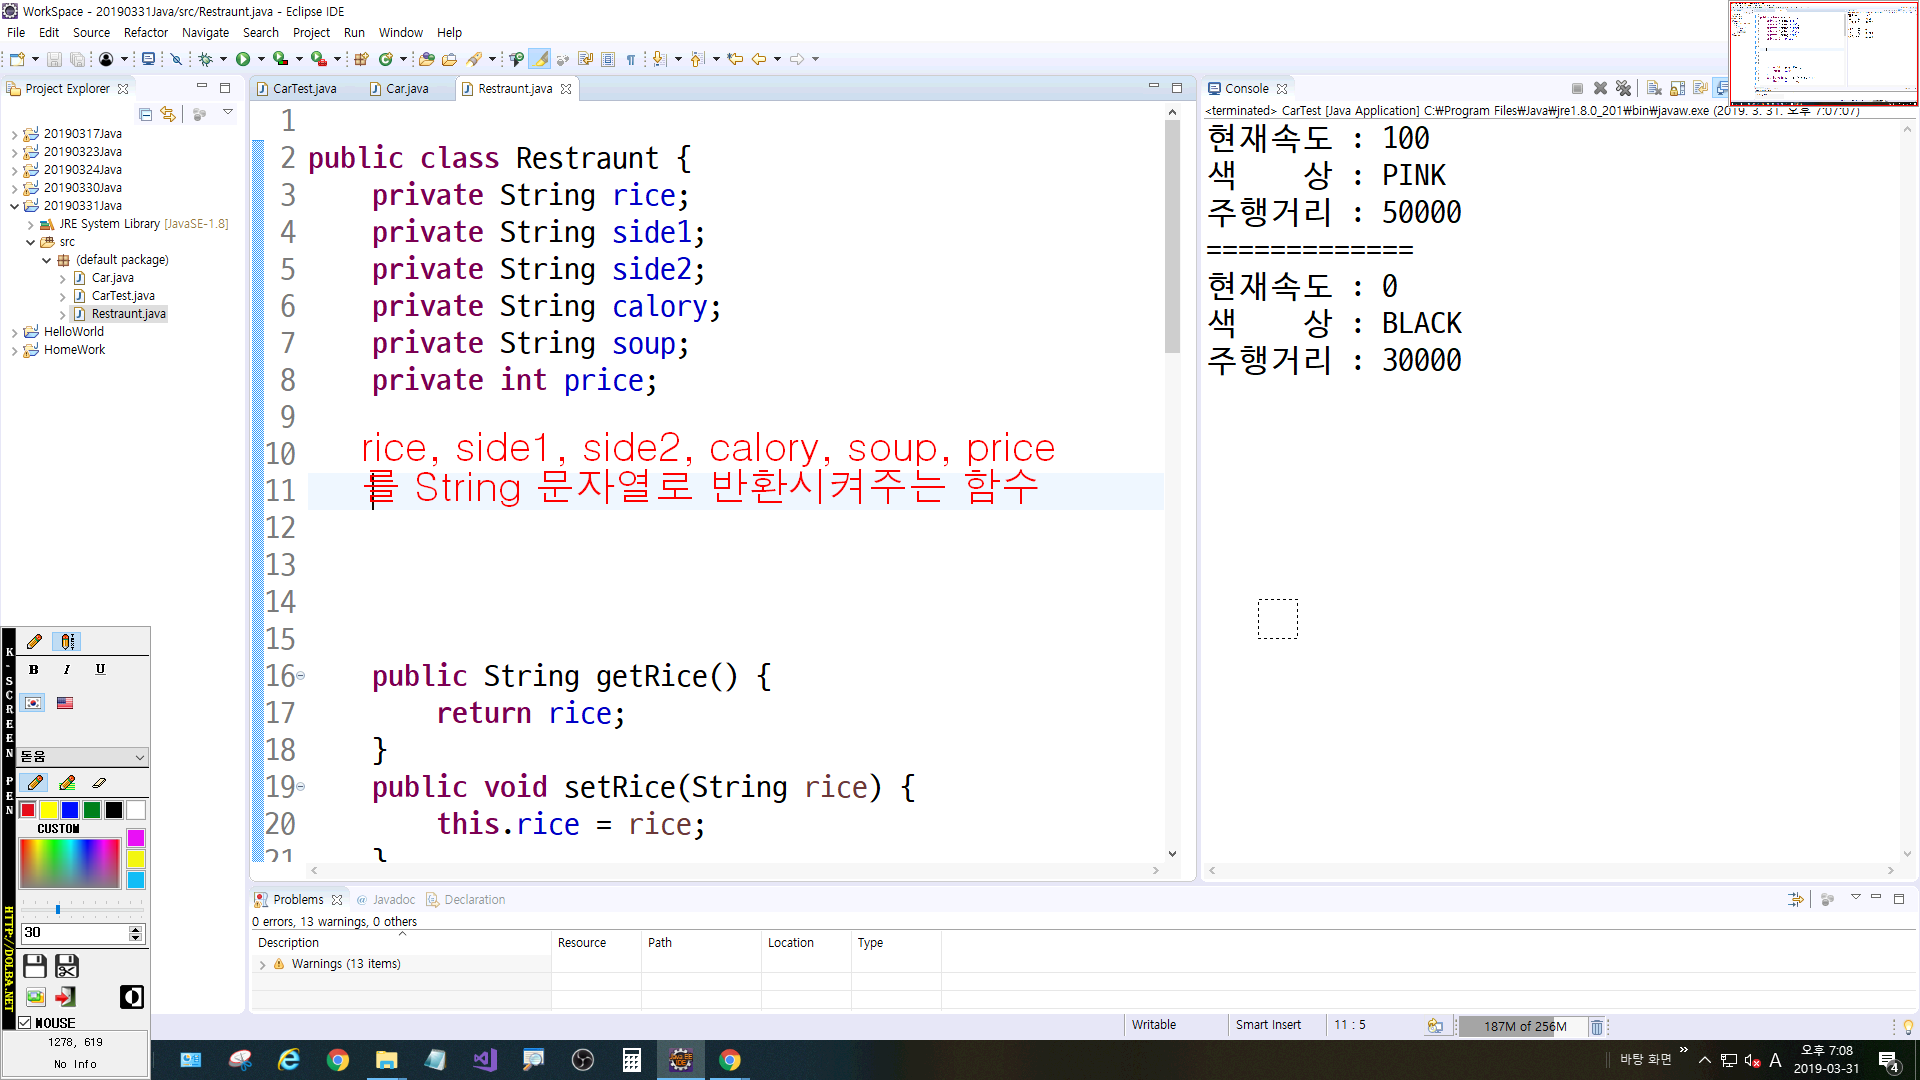 WorkSpace - 20190331Java/src/Restraunt.java - Eclipse IDE
File Edit Source Refactor Navigate Search Project Run Window Help
Project Explorer
20190317Java
20190323Java
20190324Java
20190330Java
20190331Java
JRE System Library [JavaSE-1.8]
src
(default package)
Car.java
CarTest.java
Restraunt.java
HelloWorld
HomeWork
CarTest.java Car.java Restraunt.java
1
2 public class Restraunt {
3 private String rice;
4 private String side1;
5 private String side2;
6 private String calory;
7 private String soup;
8 private int price;
9
10
11
12
13
14
15
16 public String getRice() {
17 return rice;
18 }
19 public void setRice(String rice) {
20 this.rice = rice;
21 }
rice, side1, side2, calory, soup, price
를 String 문자열로 반환시켜주는 함수
Console
<terminated> CarTest [Java Application] C:₩Program Files₩Java₩jre1.8.0_201₩bin₩javaw.exe (2019. 3. 31. 오후 7:07:07)
현재속도 : 100
색 상 : PINK
주행거리 : 50000
=============
현재속도 : 0
색 상 : BLACK
주행거리 : 30000
Problems Javadoc Declaration
0 errors, 13 warnings, 0 others
Description Resource Path Location Type
Warnings (13 items)
Writable Smart Insert 11 : 5 187M of 256M
K-SCREEN PEN
HTTP://DOLBA.NET
B I U
돋움
CUSTOM
30
MOUSE
1278, 619
No Info
바탕 화면 A 오후 7:08
2019-03-31
4